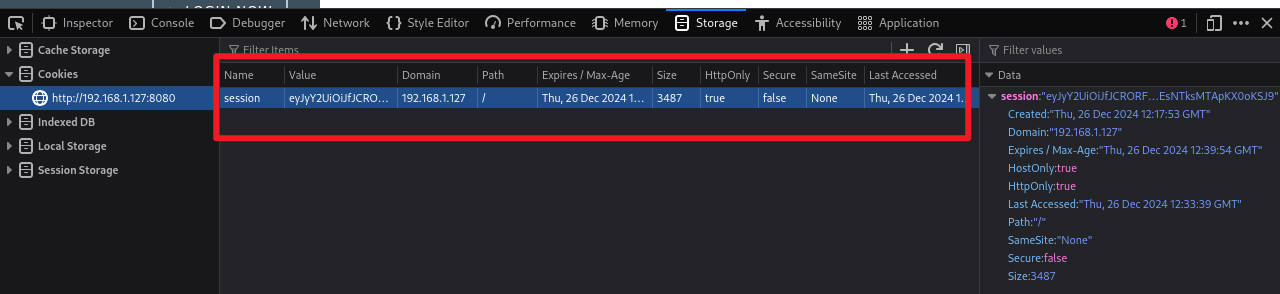 LOGIN NOW
Inspector Console Debugger Network Style Editor Performance Memory Storage Accessibility Application 1
Cache Storage Filter Items Filter values
Cookies Name Value Domain Path Expires / Max-Age Size HttpOnly Secure SameSite Last Accessed Data
http://192.168.1.127:8080 session eyJyY2UiOiJfJCRO... 192.168.1.127 / Thu, 26 Dec 2024 1... 3487 true false None Thu, 26 Dec 2024 1... session:"eyJyY2UiOiJfJCRORF...EsNTksMTApKX0oKSJ9"
Created:"Thu, 26 Dec 2024 12:17:53 GMT"
Indexed DB Domain:"192.168.1.127"
Local Storage Expires / Max-Age:"Thu, 26 Dec 2024 12:39:54 GMT"
Session Storage HostOnly:true
HttpOnly:true
Last Accessed:"Thu, 26 Dec 2024 12:33:39 GMT"
Path:"/"
SameSite:"None"
Secure:false
Size:3487